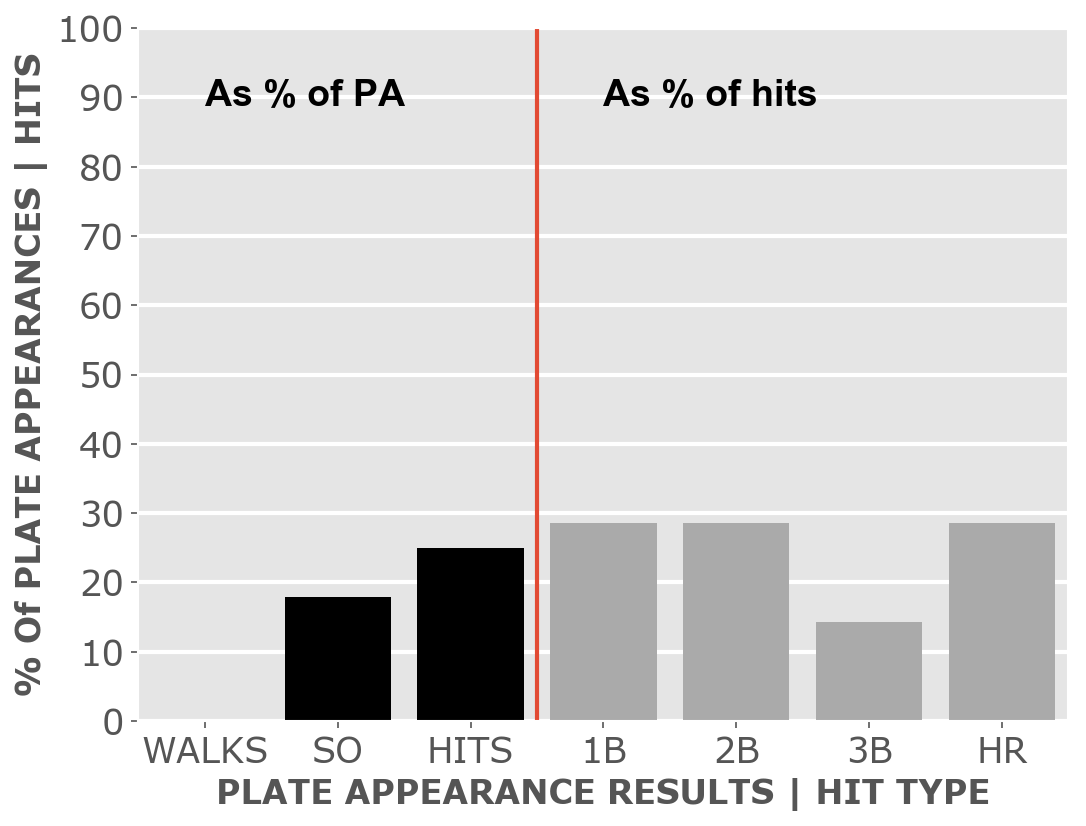 % Of PLATE APPEARANCES | HITS
100
90
80
70
60
50
40
30
20
10
0
As % of PA
As % of hits
WALKS SO HITS 1B 2B 3B HR
PLATE APPEARANCE RESULTS | HIT TYPE